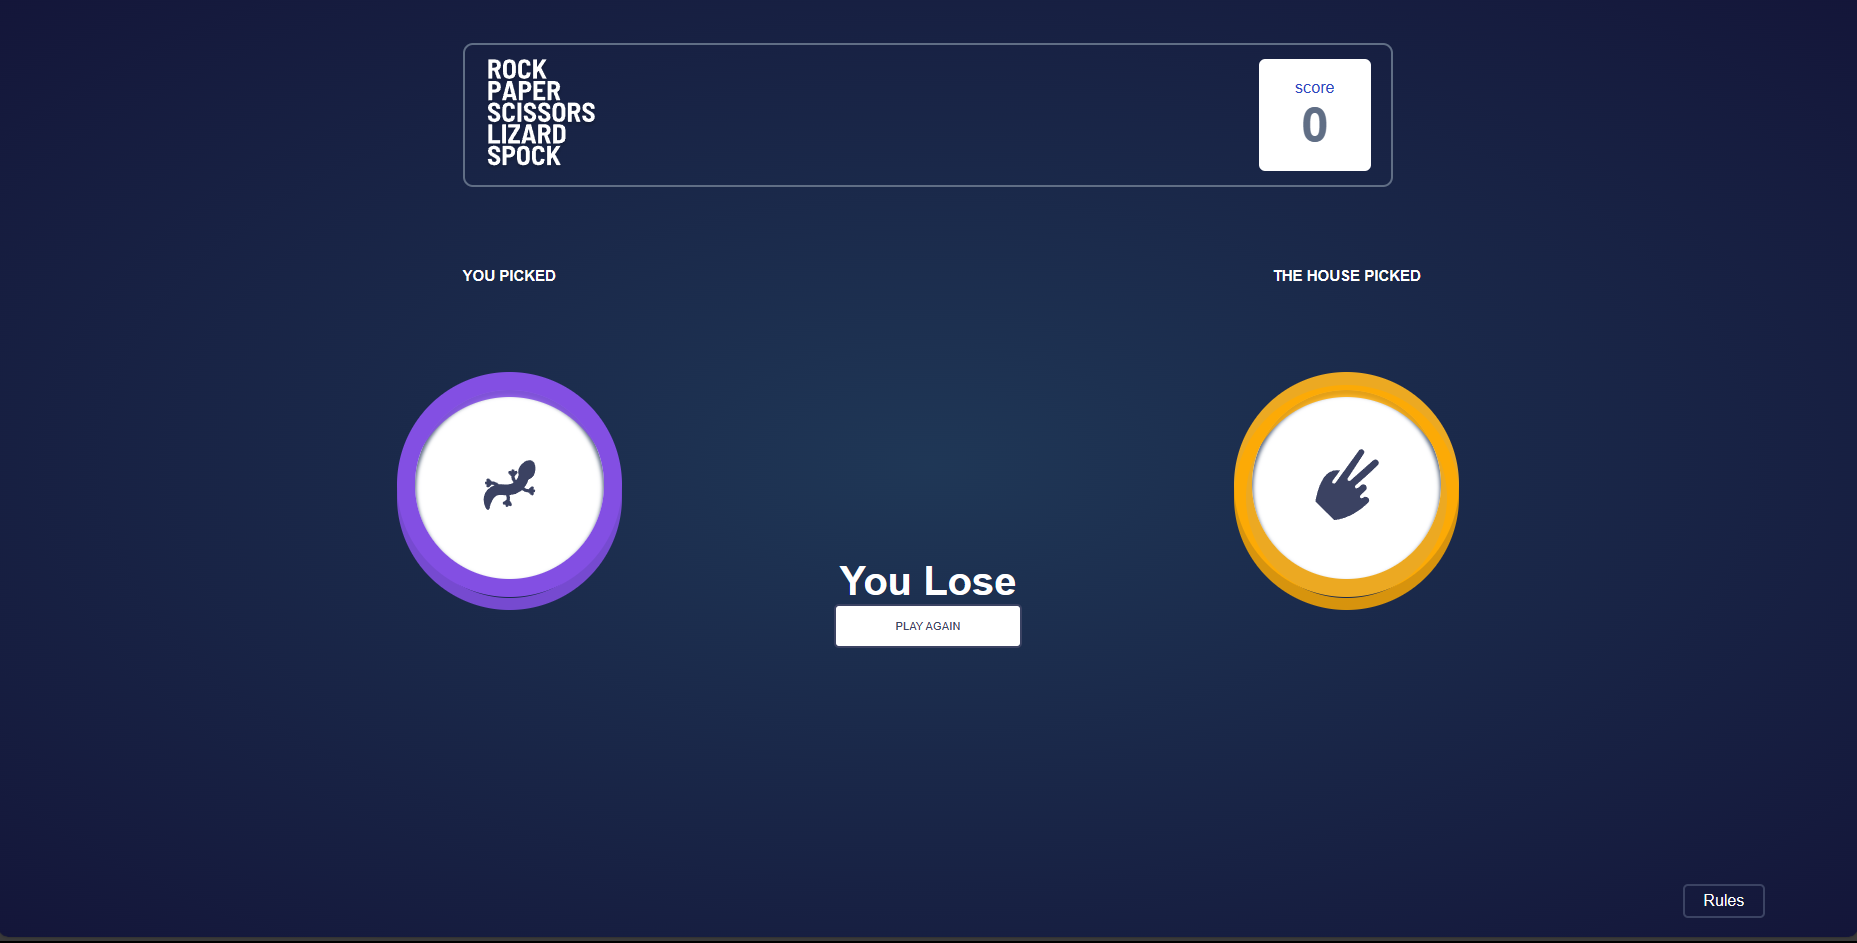 ROCK
PAPER
SCISSORS
LIZARD
SPOCK
score
0
YOU PICKED
THE HOUSE PICKED
You Lose
PLAY AGAIN
Rules